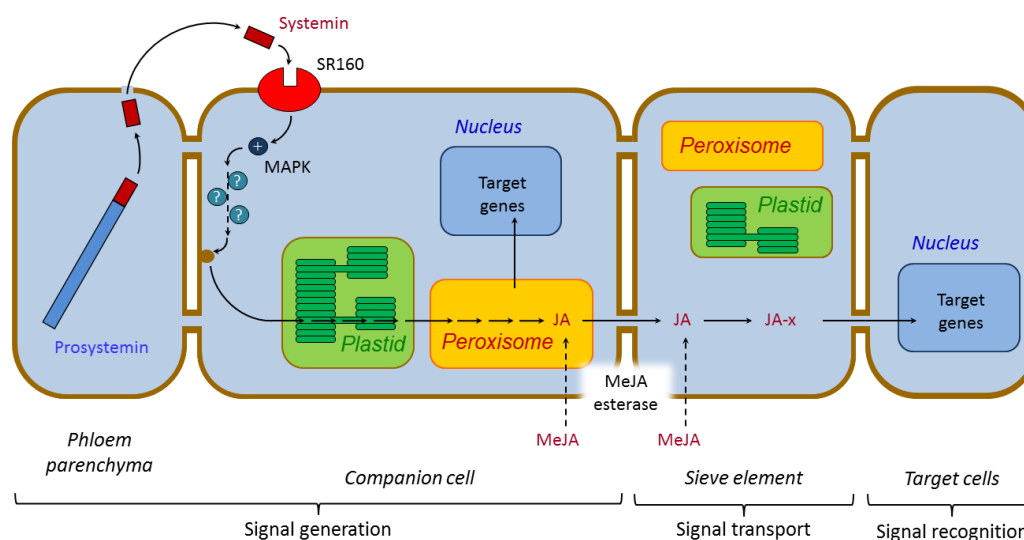 Systemin
SR160
MAPK
+
?
?
?
Prosystemin
Nucleus
Target
genes
Plastid
Peroxisome
JA
MeJA
esterase
MeJA
Peroxisome
Plastid
JA
JA-x
MeJA
Nucleus
Target
genes
Phloem
parenchyma
Companion cell
Sieve element
Target cells
Signal generation
Signal transport
Signal recognition